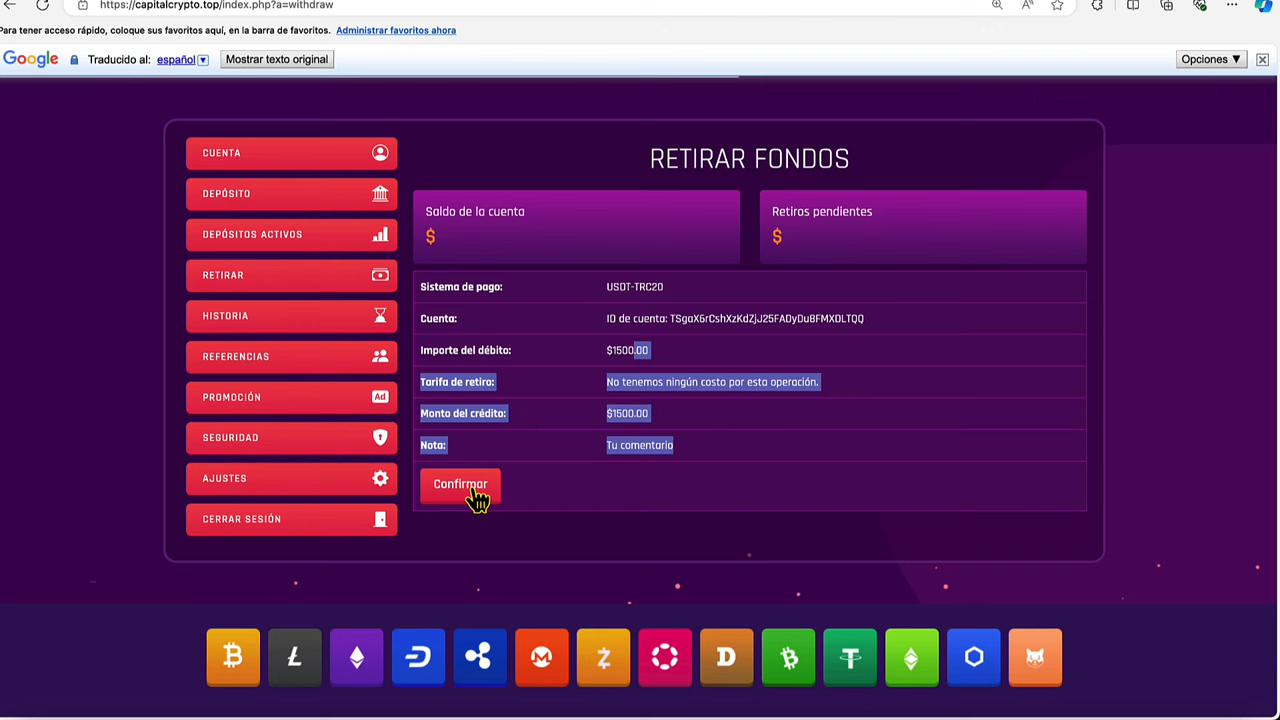 https://capitalcrypto.top/index.php?a=withdraw
Para tener acceso rápido, coloque sus favoritos aquí, en la barra de favoritos. Administrar favoritos ahora
Google Traducido al: español Mostrar texto original Opciones ▼
CUENTA
DEPÓSITO
DEPÓSITOS ACTIVOS
RETIRAR
HISTORIA
REFERENCIAS
PROMOCIÓN Ad
SEGURIDAD
AJUSTES
CERRAR SESIÓN
RETIRAR FONDOS
Saldo de la cuenta
$
Retiros pendientes
$
Sistema de pago: USDT-TRC20
Cuenta: ID de cuenta: TSgaX6rCshXzKdZjJ25FADyDu8FMXDLTQQ
Importe del débito: $1500.00
Tarifa de retiro: No tenemos ningún costo por esta operación.
Monto del crédito: $1500.00
Nota: Tu comentario
Confirmar